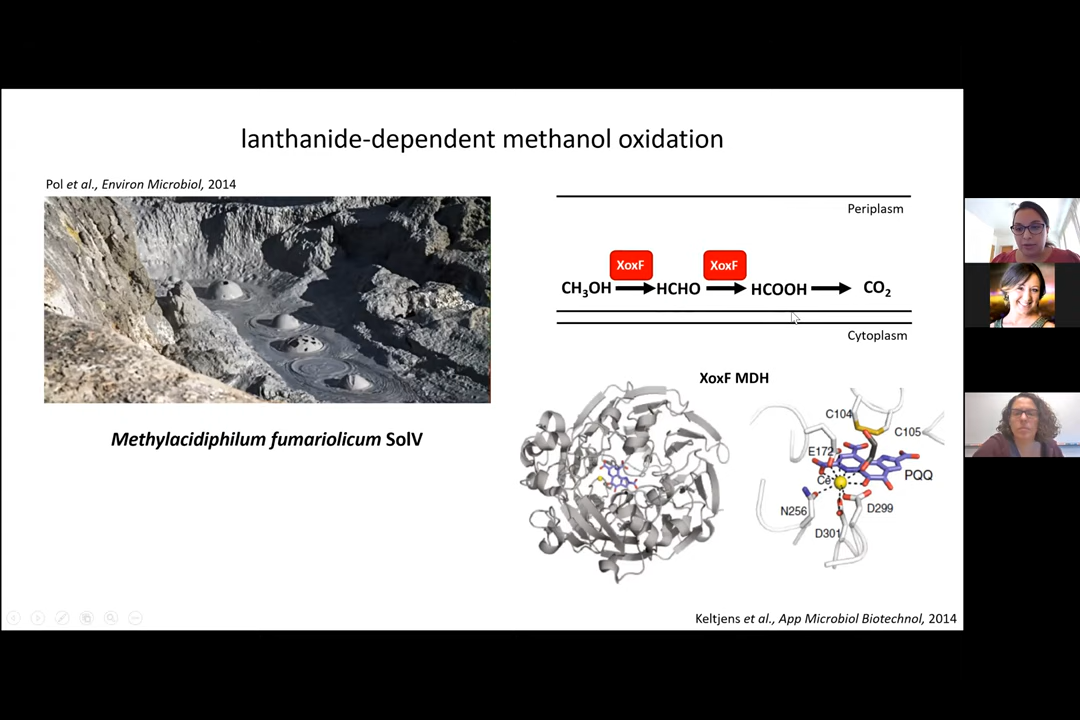 lanthanide-dependent methanol oxidation
Pol et al., Environ Microbiol, 2014
Methylacidiphilum fumariolicum SolV
Periplasm
XoxF XoxF
CH₃OH HCHO HCOOH CO₂
Cytoplasm
XoxF MDH
C104
C105
E172
PQQ
Ce
N256
D299
D301
Keltjens et al., App Microbiol Biotechnol, 2014